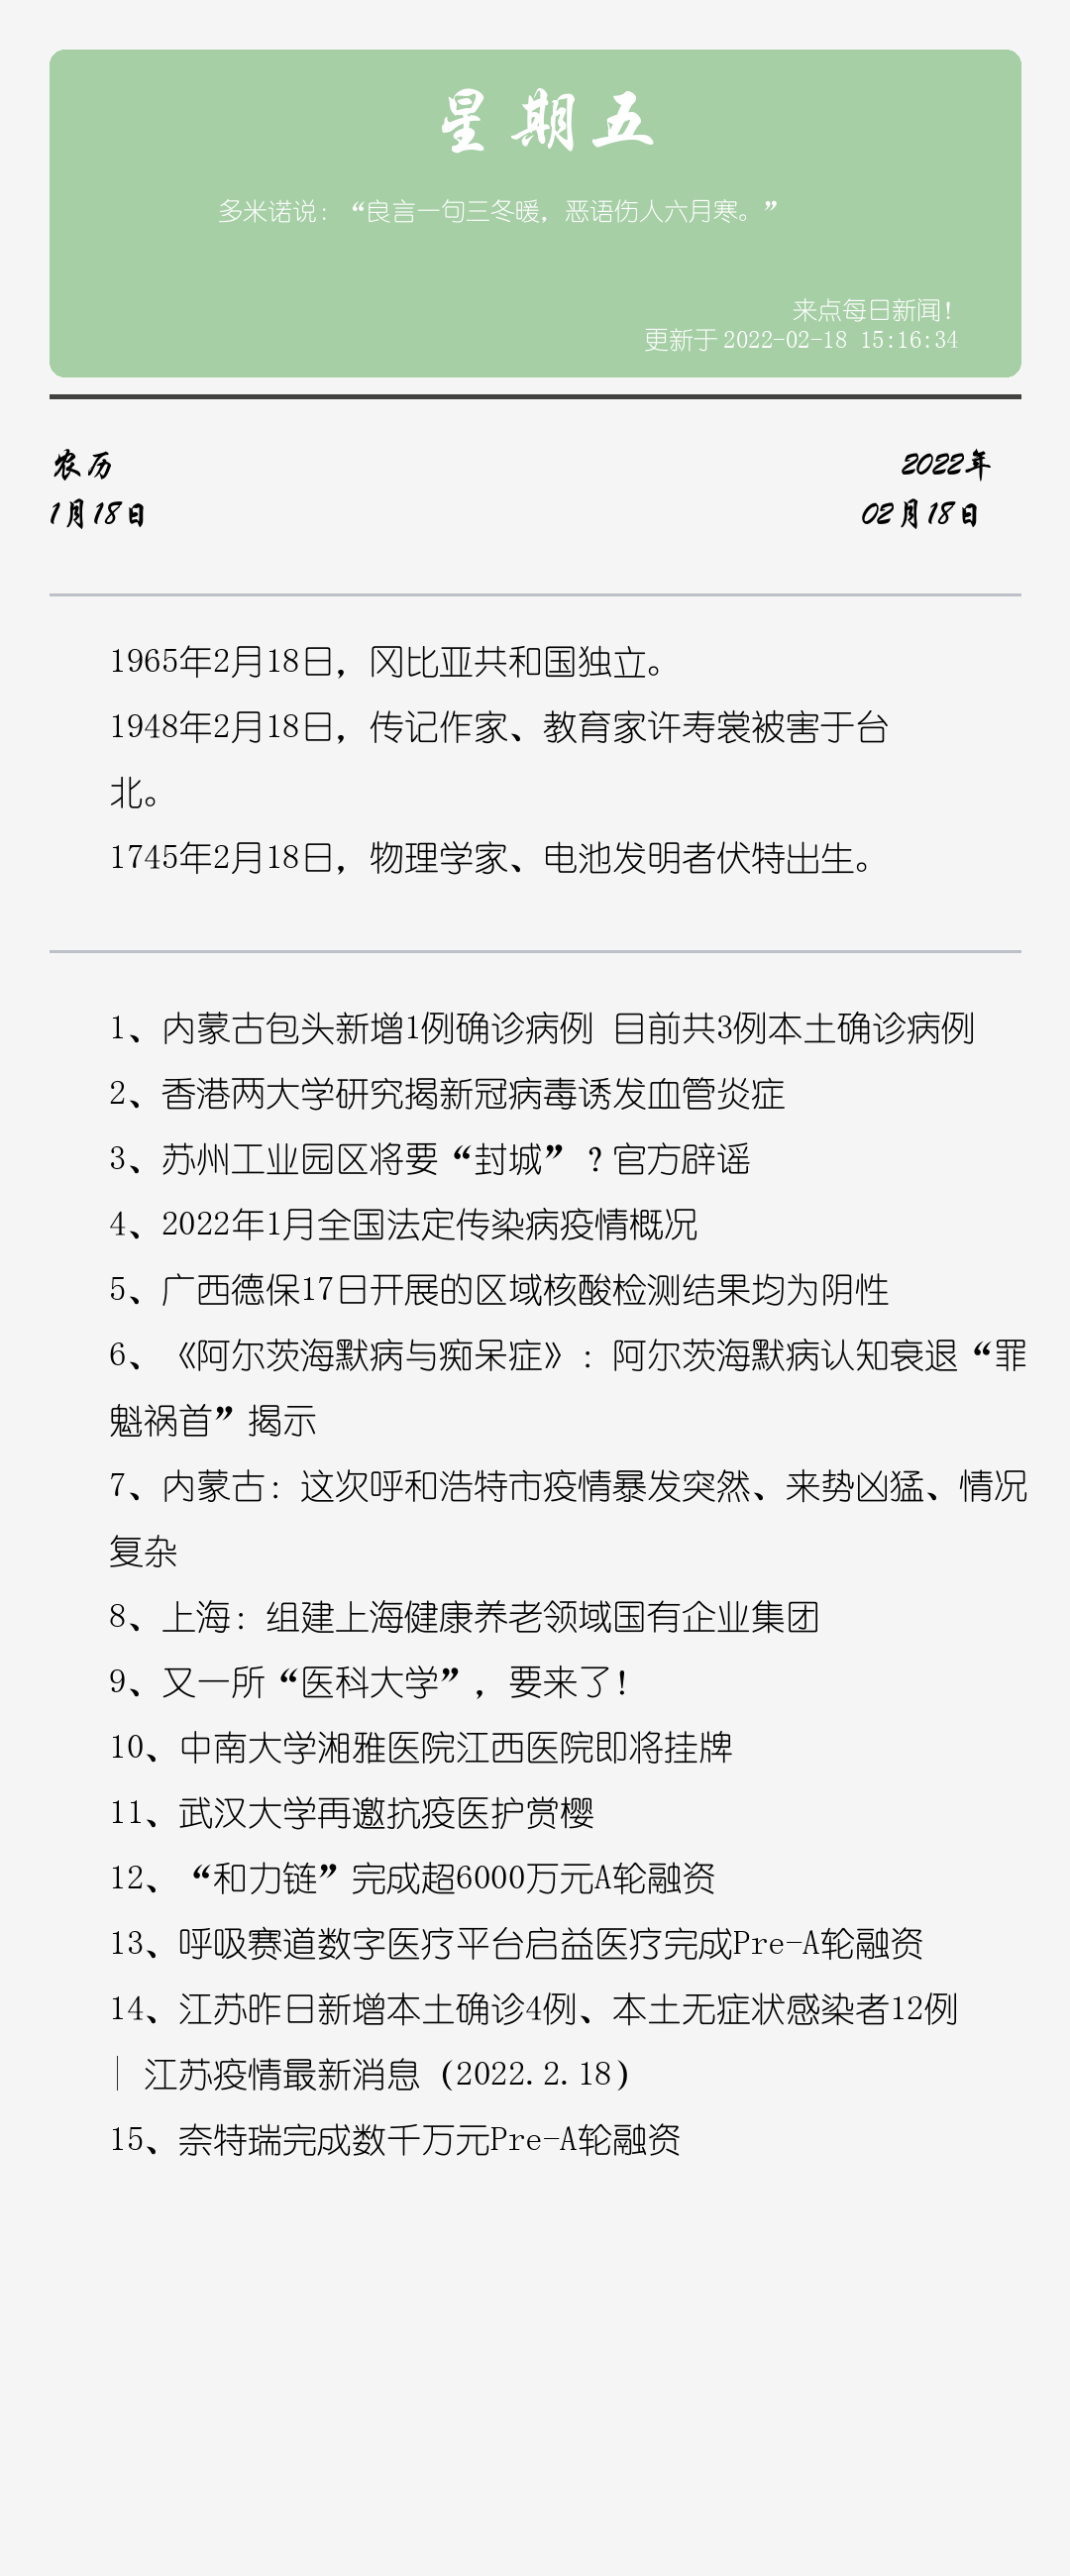 星期五
多米诺说：“良言一句三冬暖，恶语伤人六月寒。”
来点每日新闻！
更新于 2022-02-18 15:16:34
农历
2022年
1月18日
02月18日
1965年2月18日，冈比亚共和国独立。
1948年2月18日，传记作家、教育家许寿裳被害于台
北。
1745年2月18日，物理学家、电池发明者伏特出生。
1、内蒙古包头新增1例确诊病例 目前共3例本土确诊病例
2、香港两大学研究揭新冠病毒诱发血管炎症
3、苏州工业园区将要“封城”？官方辟谣
4、2022年1月全国法定传染病疫情概况
5、广西德保17日开展的区域核酸检测结果均为阴性
6、《阿尔茨海默病与痴呆症》：阿尔茨海默病认知衰退“罪
魁祸首”揭示
7、内蒙古：这次呼和浩特市疫情暴发突然、来势凶猛、情况
复杂
8、上海：组建上海健康养老领域国有企业集团
9、又一所“医科大学”，要来了！
10、中南大学湘雅医院江西医院即将挂牌
11、武汉大学再邀抗疫医护赏樱
12、“和力链”完成超6000万元A轮融资
13、呼吸赛道数字医疗平台启益医疗完成Pre-A轮融资
14、江苏昨日新增本土确诊4例、本土无症状感染者12例
| 江苏疫情最新消息（2022.2.18）
15、奈特瑞完成数千万元Pre-A轮融资